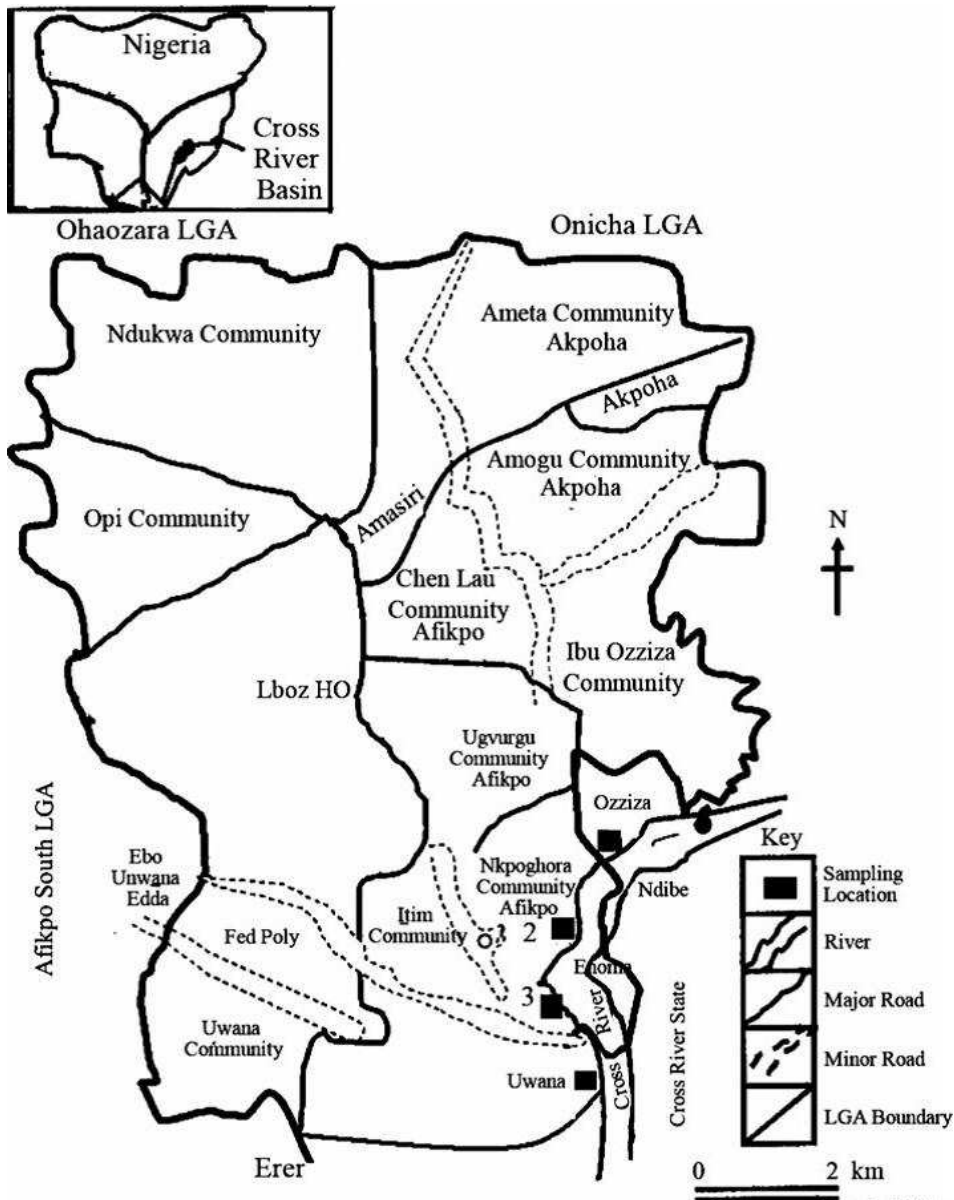 Nigeria
Cross
River
Basin
Ohaozara LGA
Onicha LGA
Ndukwa Community
Ameta Community
Akpoha
Akpoha
Amogu Community
Akpoha
Opi Community
Amasiri
N
Chen Lau
Community
Afikpo
Ibu Ozziza
Community
Lboz HO
Ugvurgu
Community
Afikpo
Ozziza
Afikpo South LGA
Ebo
Unwana
Edda
Nkpoghora
Community
Afikpo
Ndibe
Fed Poly
Itim
Community
2
Enoma
3
River
Cross
Uwana
Community
Uwana
Cross River State
Erer
Key
Sampling
Location
River
Major Road
Minor Road
LGA Boundary
0 2 km